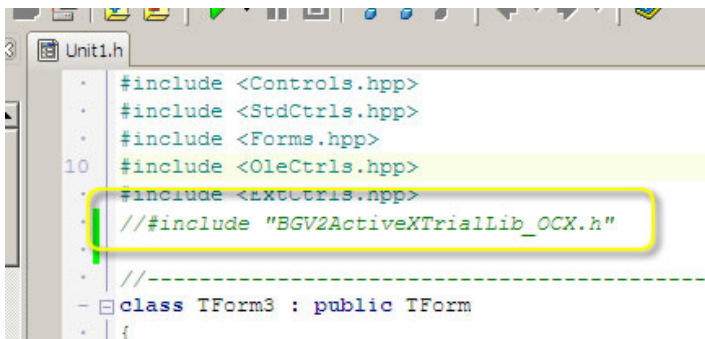 Unit1.h
#include <Controls.hpp>
#include <StdCtrls.hpp>
#include <Forms.hpp>
10 #include <OleCtrls.hpp>
#include <ExtCtrls.hpp>
//#include "BGV2ActiveXTrialLib_OCX.h"
//-----------------------------------------
class TForm3 : public TForm
{